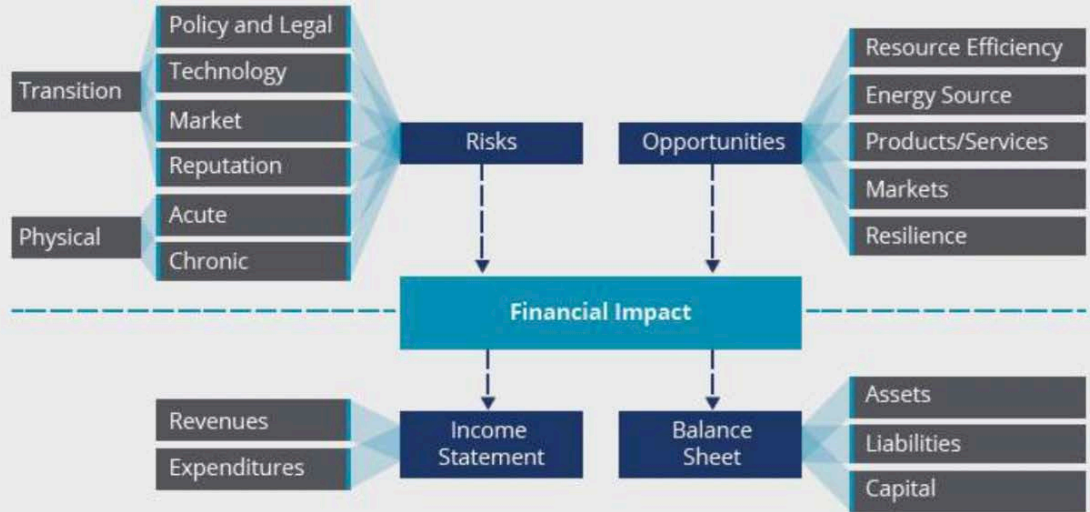 Transition
Physical
Policy and Legal
Technology
Market
Reputation
Acute
Chronic
Risks
Opportunities
Resource Efficiency
Energy Source
Products/Services
Markets
Resilience
Financial Impact
Revenues
Expenditures
Income
Statement
Balance
Sheet
Assets
Liabilities
Capital